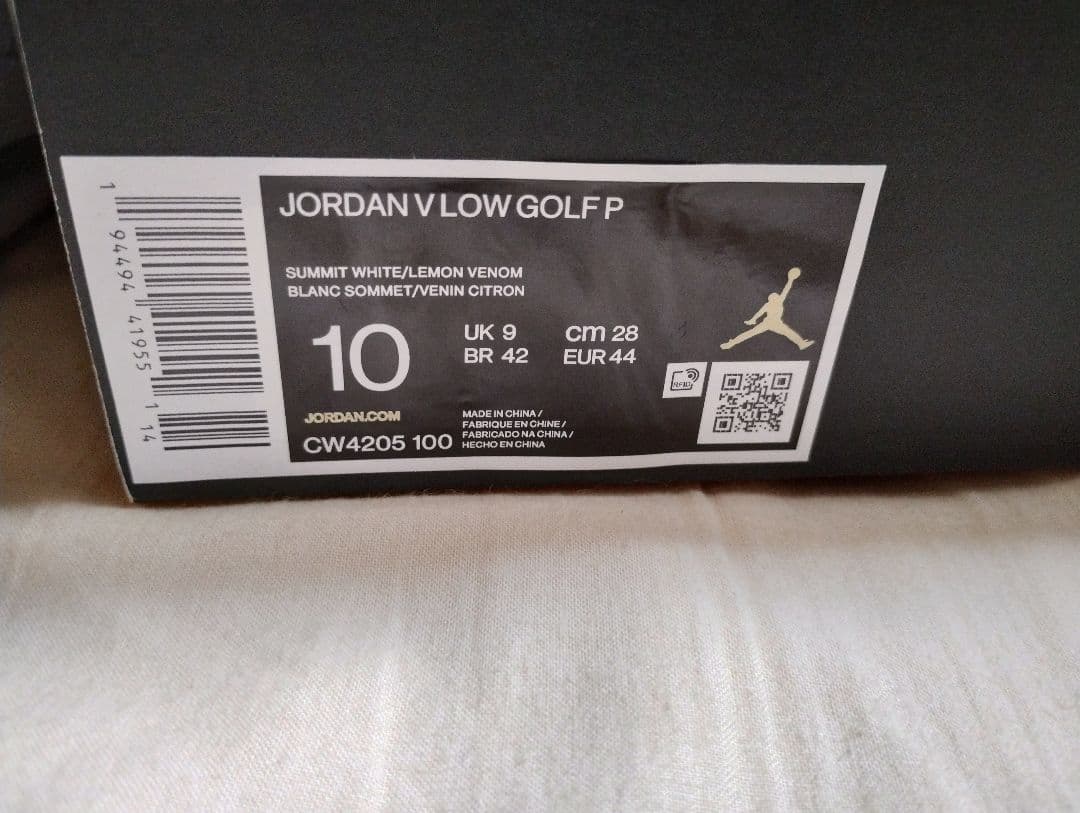 JORDAN V LOW GOLF P
SUMMIT WHITE/LEMON VENOM
BLANC SOMMET/VENIN CITRON
10
UK 9
cm 28
BR 42
EUR 44
RFID
JORDAN.COM
CW4205 100
MADE IN CHINA /
FABRIQUE EN CHINE /
FABRICADO NA CHINA /
HECHO EN CHINA
1 94494 41955 1 14